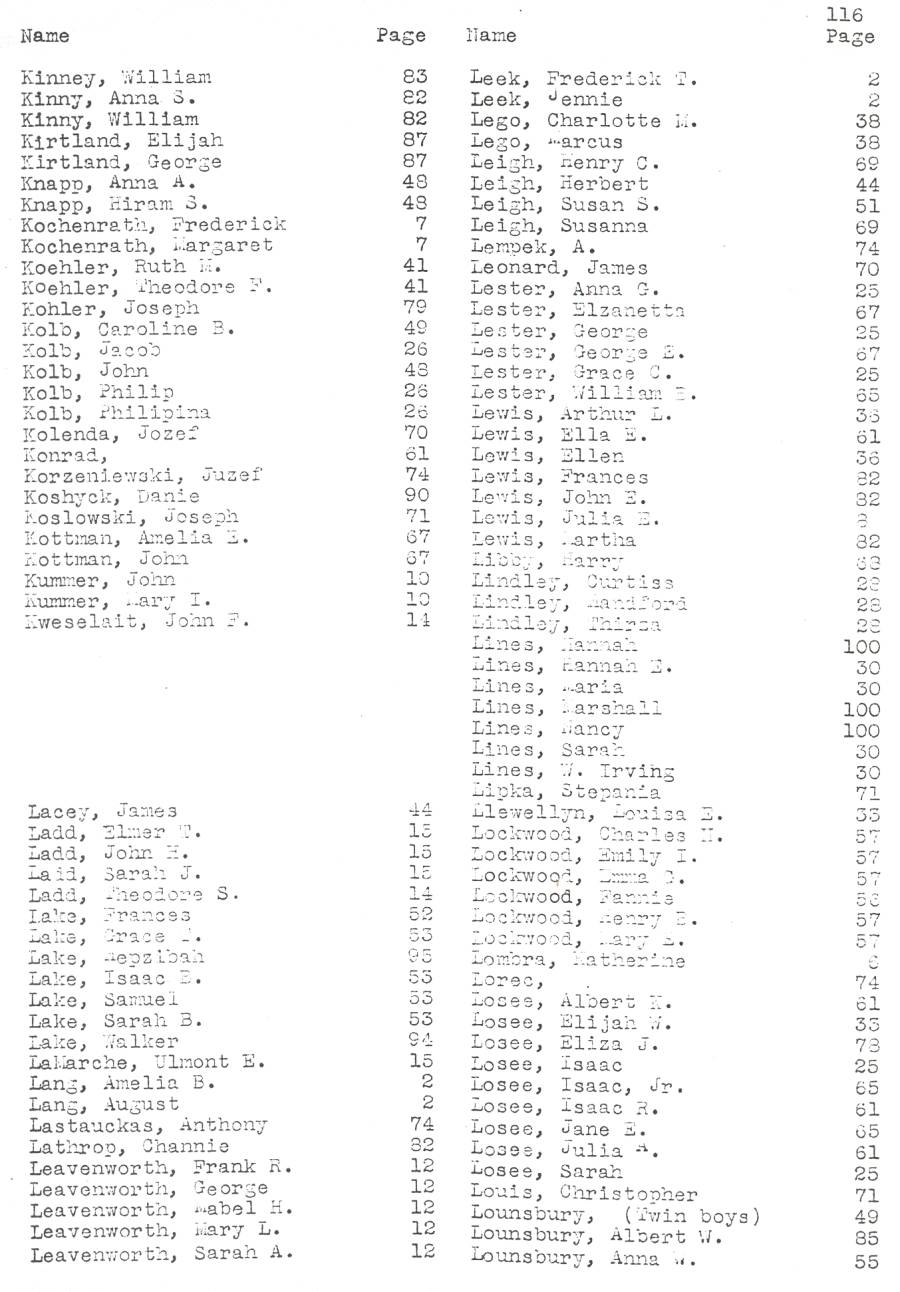 116
Name Page
Kinney, William 83
Kinny, Anna S. 82
Kinny, William 82
Kirtland, Elijah 87
Kirtland, George 87
Knapp, Anna A. 48
Knapp, Hiram S. 48
Kochenrath, Frederick 7
Kochenrath, Margaret 7
Koehler, Ruth M. 41
Koehler, Theodore F. 41
Kohler, Joseph 79
Kolb, Caroline B. 49
Kolb, Jacob 26
Kolb, John 48
Kolb, Philip 26
Kolb, Philipina 26
Kolenda, Jozef 70
Konrad, 61
Korzeniewski, Juzef 74
Koshyck, Danie 90
Koslowski, Joseph 71
Kottman, Amelia E. 67
Kottman, John 67
Kummer, John 10
Kummer, Mary I. 10
Kweselait, John F. 14
Lacey, James 44
Ladd, Elmer T. 15
Ladd, John H. 15
Laid, Sarah J. 15
Ladd, Theodore S. 14
Lake, Frances 52
Lake, Grace 53
Lake, Hepzibah 95
Lake, Isaac B. 53
Lake, Samuel 53
Lake, Sarah B. 53
Lake, Walker 94
LaMarche, Ulmont E. 15
Lang, Amelia B. 2
Lang, August 2
Lastauckas, Anthony 74
Lathrop, Channie 82
Leavenworth, Frank R. 12
Leavenworth, George 12
Leavenworth, Mabel H. 12
Leavenworth, Mary L. 12
Leavenworth, Sarah A. 12
Name Page
Leek, Frederick T. 2
Leek, Jennie 2
Lego, Charlotte M. 38
Lego, Marcus 38
Leigh, Henry C. 69
Leigh, Herbert 44
Leigh, Susan S. 51
Leigh, Susanna 69
Lempek, A. 74
Leonard, James 70
Lester, Anna G. 25
Lester, Elzanetta 67
Lester, George 25
Lester, George E. 67
Lester, Grace C. 25
Lester, William 65
Lewis, Arthur L. 36
Lewis, Ella E. 61
Lewis, Ellen 36
Lewis, Frances 82
Lewis, John E. 82
Lewis, Julia E.
Lewis, Martha 82
Libby, Harry 68
Lindley, Curtiss 28
Lindley, Mandford 28
Lindley, Thirza 28
Lines, Hannah 100
Lines, Hannah E. 30
Lines, Maria 30
Lines, Marshall 100
Lines, Nancy 100
Lines, Sarah 30
Lines, W. Irving 30
Lipka, Stepania 71
Llewellyn, Louisa E. 33
Lockwood, Charles H. 57
Lockwood, Emily I. 57
Lockwood, Emma 57
Lockwood, Fannie 56
Lockwood, Henry B. 57
Lockwood, Mary E. 57
Lombra, Katherine 6
Lorec, 74
Losee, Albert K. 61
Losee, Elijah W. 33
Losee, Eliza J. 78
Losee, Isaac 25
Losee, Isaac, Jr. 65
Losee, Isaac R. 61
Losee, Jane E. 65
Losee, Julia A. 61
Losee, Sarah 25
Louis, Christopher 71
Lounsbury, (Twin boys) 49
Lounsbury, Albert W. 85
Lounsbury, Anna W. 55